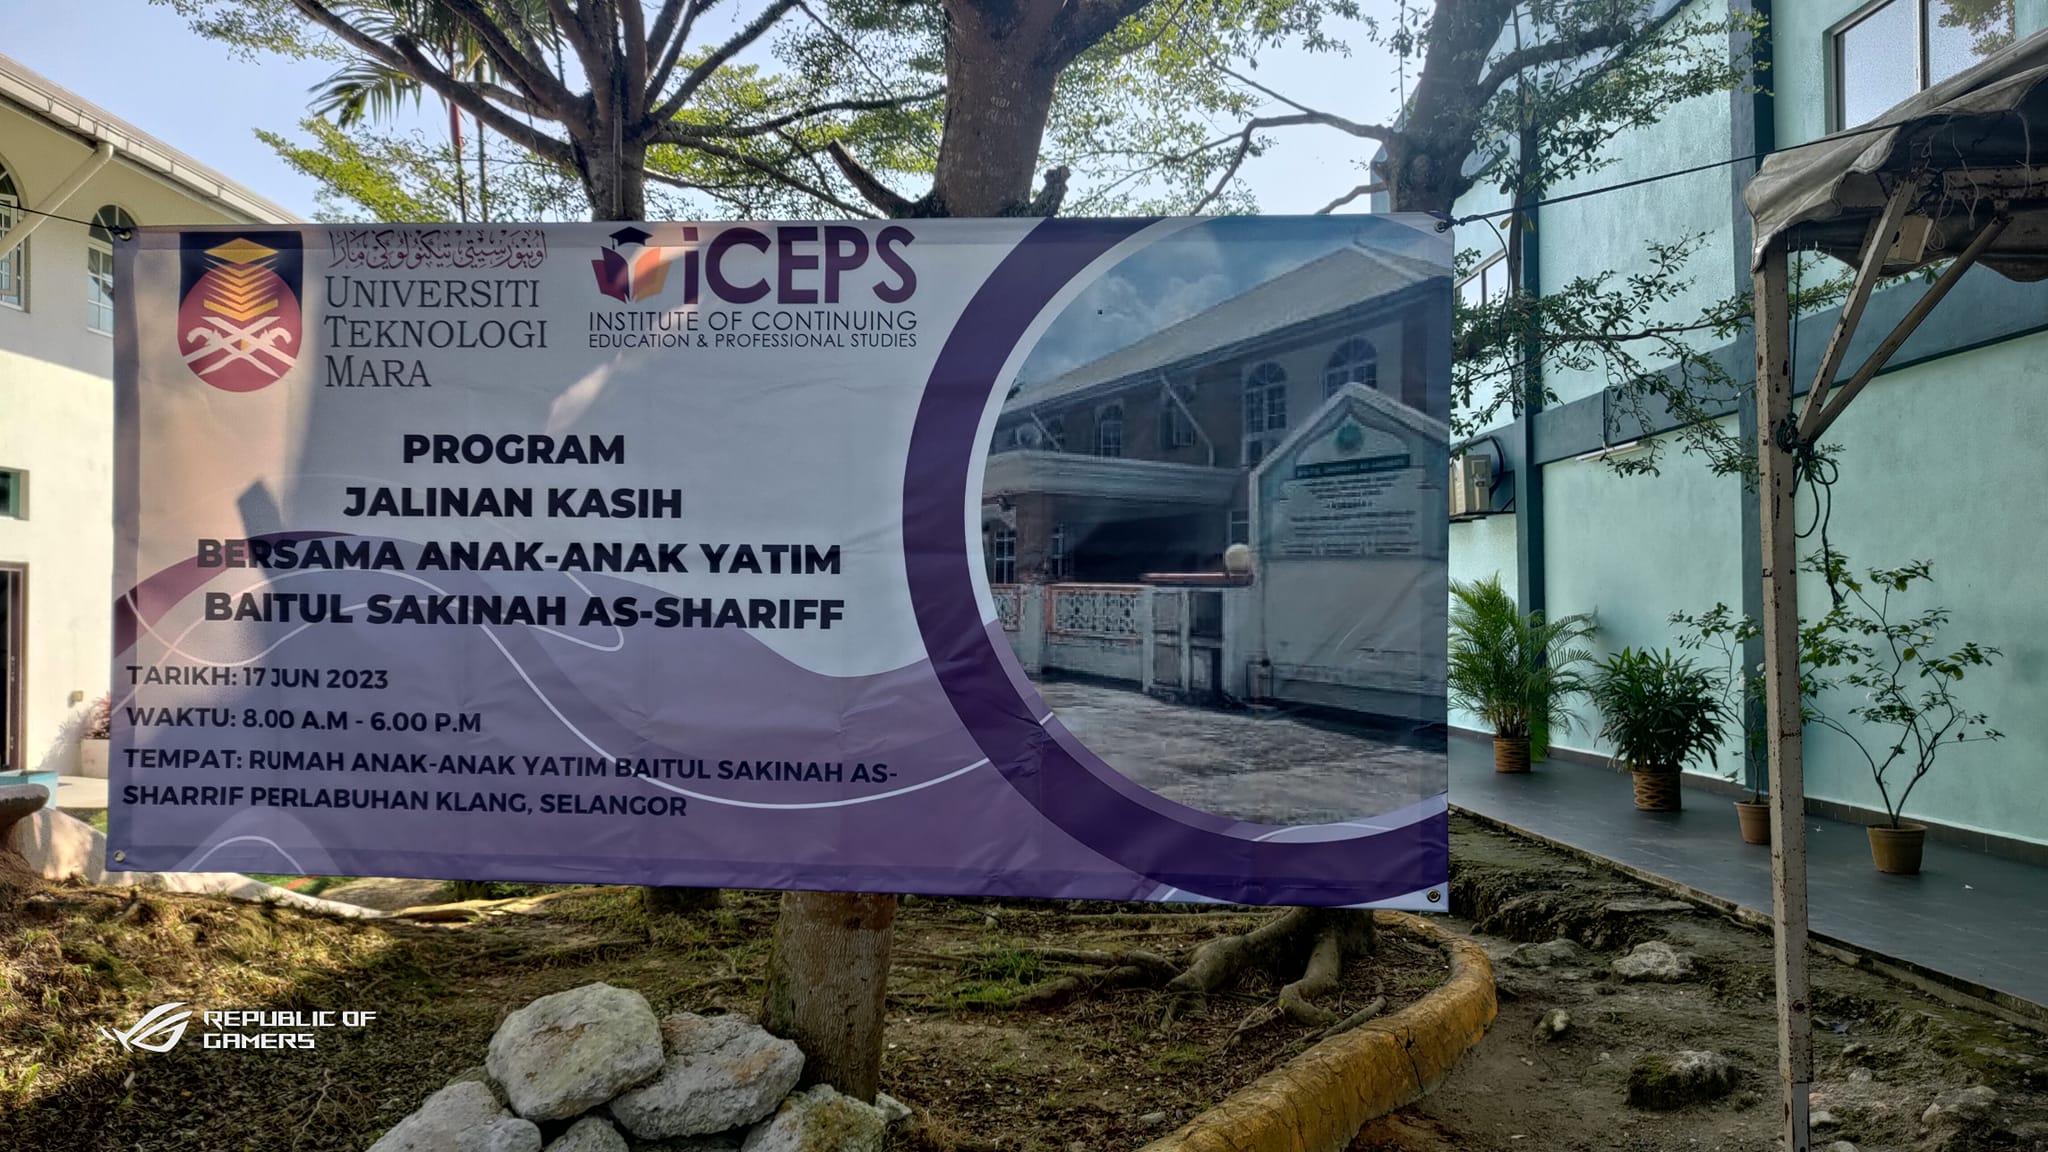 اونيۏرسيتي تيكنولوڬي مارا
UNIVERSITI
TEKNOLOGI
MARA
iCEPS
INSTITUTE OF CONTINUING
EDUCATION & PROFESSIONAL STUDIES
PROGRAM
JALINAN KASIH
BERSAMA ANAK-ANAK YATIM
BAITUL SAKINAH AS-SHARIFF
TARIKH: 17 JUN 2023
WAKTU: 8.00 A.M - 6.00 P.M
TEMPAT: RUMAH ANAK-ANAK YATIM BAITUL SAKINAH AS-
SHARRIF PERLABUHAN KLANG, SELANGOR
REPUBLIC OF
GAMERS